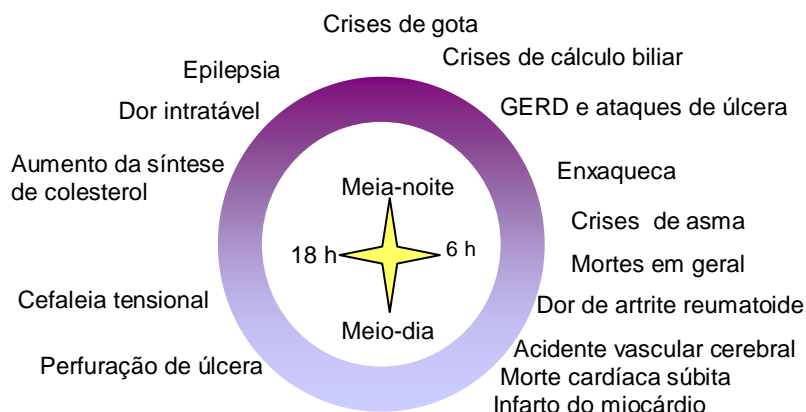 Crises de gota
Crises de cálculo biliar
Epilepsia
Dor intratável
GERD e ataques de úlcera
Aumento da síntese
de colesterol
Enxaqueca
Meia-noite
Crises de asma
18 h
6 h
Mortes em geral
Cefaleia tensional
Dor de artrite reumatoide
Meio-dia
Acidente vascular cerebral
Perfuração de úlcera
Morte cardíaca súbita
Infarto do miocárdio